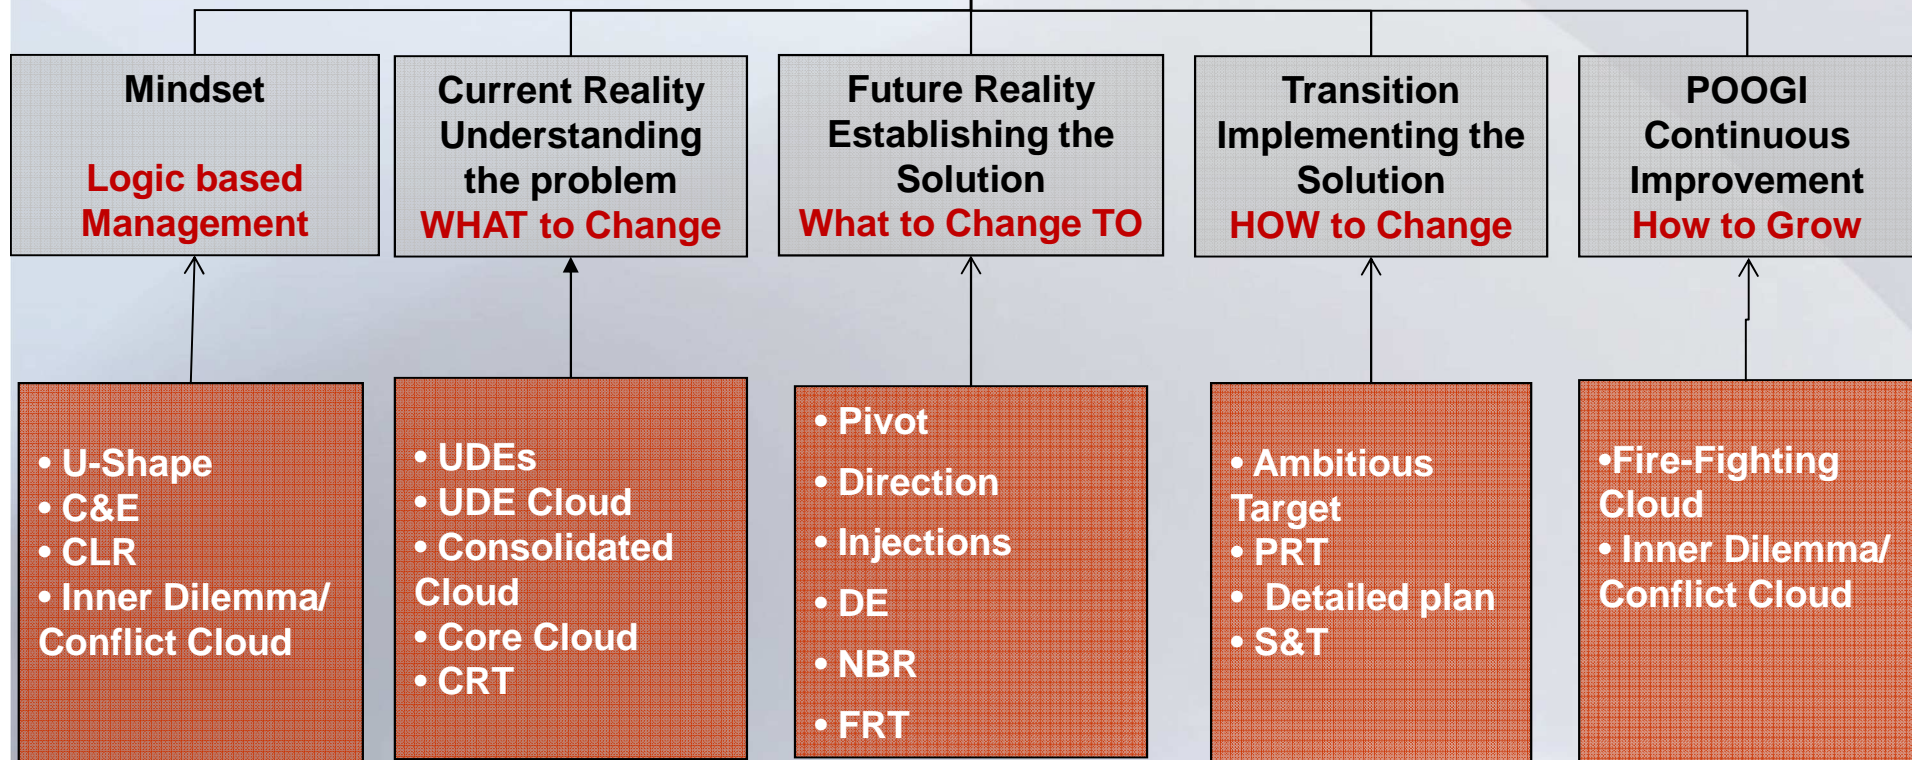 Mindset
Logic based
Management
Current Reality
Understanding
the problem
WHAT to Change
Future Reality
Establishing the
Solution
What to Change TO
Transition
Implementing the
Solution
HOW to Change
POOGI
Continuous
Improvement
How to Grow
• U-Shape
• C&E
• CLR
• Inner Dilemma/
Conflict Cloud
• UDEs
• UDE Cloud
• Consolidated
Cloud
• Core Cloud
• CRT
• Pivot
• Direction
• Injections
• DE
• NBR
• FRT
• Ambitious
Target
• PRT
• Detailed plan
• S&T
•Fire-Fighting
Cloud
• Inner Dilemma/
Conflict Cloud